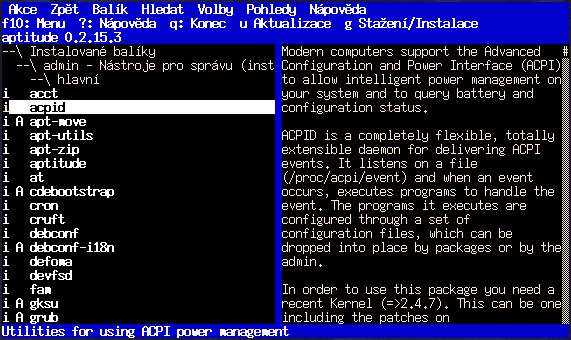 Akce  Zpět  Balík  Hledat  Volby  Pohledy  Nápověda
f10: Menu  ?: Nápověda  q: Konec  u Aktualizace  g Stažení/Instalace
aptitude 0.2.15.3
--\ Instalované balíky
--\ admin - Nástroje pro správu (inst
--\ hlavní
i acct
i acpid
i A apt-move
i apt-utils
i apt-zip
i aptitude
i at
i A cdebootstrap
i cron
i cruft
i debconf
i A debconf-i18n
i defoma
i devfsd
i fam
i A gksu
i A grub
Modern computers support the Advanced #
Configuration and Power Interface (ACPI)
to allow intelligent power management on
your system and to query battery and
configuration status.
ACPID is a completely flexible, totally
extensible daemon for delivering ACPI
events. It listens on a file
(/proc/acpi/event) and when an event
occurs, executes programs to handle the
event. The programs it executes are
configured through a set of
configuration files, which can be
dropped into place by packages or by the
admin.
In order to use this package you need a
recent Kernel (=>2.4.7). This can be one
including the patches on
Utilities for using ACPI power management